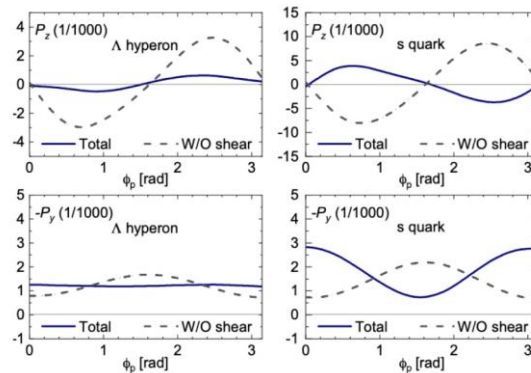 P_z (1/1000)
Λ hyperon
4
2
0
-2
-4
Total
W/O shear
0
1
2
3
ϕ_p [rad]
P_z (1/1000)
s quark
15
10
5
0
-5
-10
-15
Total
W/O shear
0
1
2
3
ϕ_p [rad]
-P_y (1/1000)
Λ hyperon
5
4
3
2
1
0
-1
Total
W/O shear
0
1
2
3
ϕ_p [rad]
-P_y (1/1000)
s quark
5
4
3
2
1
0
-1
Total
W/O shear
0
1
2
3
ϕ_p [rad]